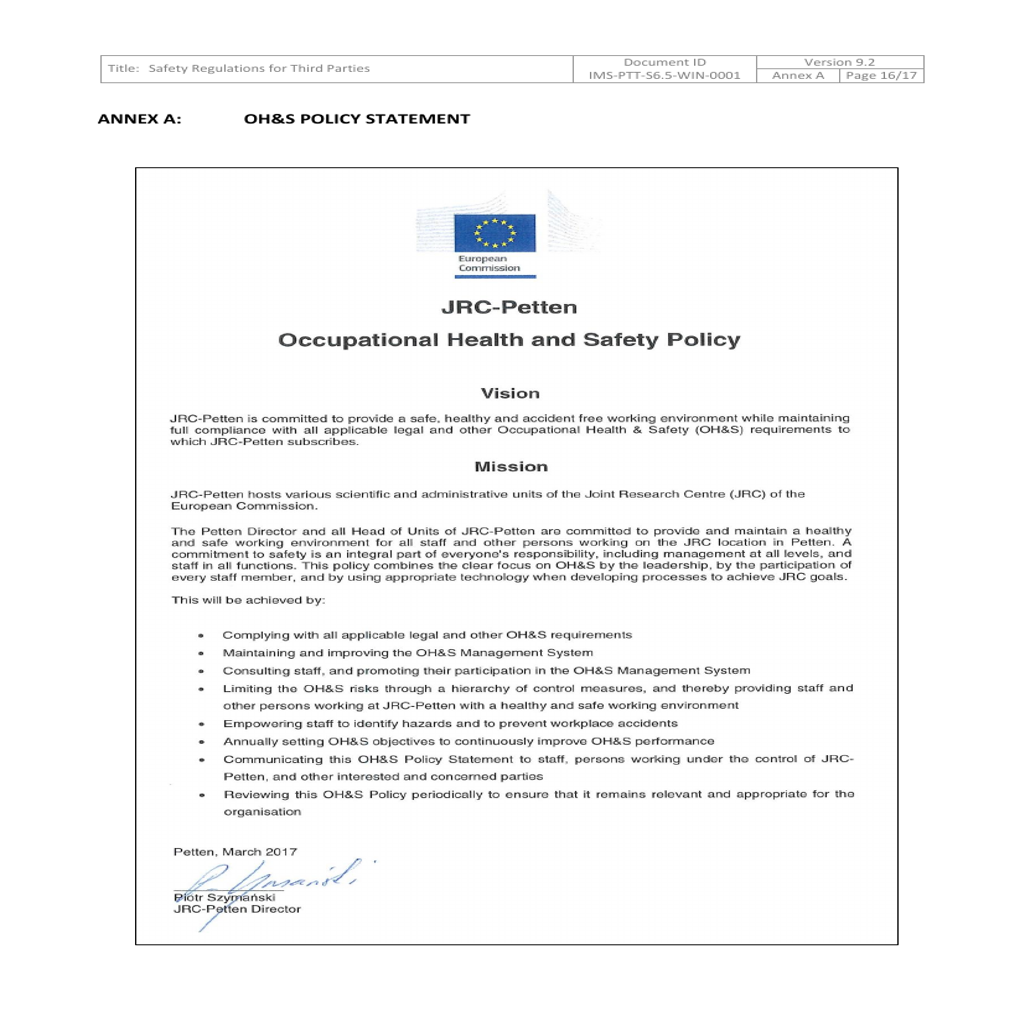 Title: Safety Regulations for Third Parties
Document ID
IMS-PTT-S6.5-WIN-0001
Version 9.2
Annex A Page 16/17
ANNEX A: OH&S POLICY STATEMENT
European
Commission
JRC-Petten
Occupational Health and Safety Policy
Vision
JRC-Petten is committed to provide a safe, healthy and accident free working environment while maintaining
full compliance with all applicable legal and other Occupational Health & Safety (OH&S) requirements to
which JRC-Petten subscribes.
Mission
JRC-Petten hosts various scientific and administrative units of the Joint Research Centre (JRC) of the
European Commission.
The Petten Director and all Head of Units of JRC-Petten are committed to provide and maintain a healthy
and safe working environment for all staff and other persons working on the JRC location in Petten. A
commitment to safety is an integral part of everyone's responsibility, including management at all levels, and
staff in all functions. This policy combines the clear focus on OH&S by the leadership, by the participation of
every staff member, and by using appropriate technology when developing processes to achieve JRC goals.
This will be achieved by:
• Complying with all applicable legal and other OH&S requirements
• Maintaining and improving the OH&S Management System
• Consulting staff, and promoting their participation in the OH&S Management System
• Limiting the OH&S risks through a hierarchy of control measures, and thereby providing staff and
other persons working at JRC-Petten with a healthy and safe working environment
• Empowering staff to identify hazards and to prevent workplace accidents
• Annually setting OH&S objectives to continuously improve OH&S performance
• Communicating this OH&S Policy Statement to staff, persons working under the control of JRC-
Petten, and other interested and concerned parties
• Reviewing this OH&S Policy periodically to ensure that it remains relevant and appropriate for the
organisation
Petten, March 2017
P. Szymański
Piotr Szymański
JRC-Petten Director